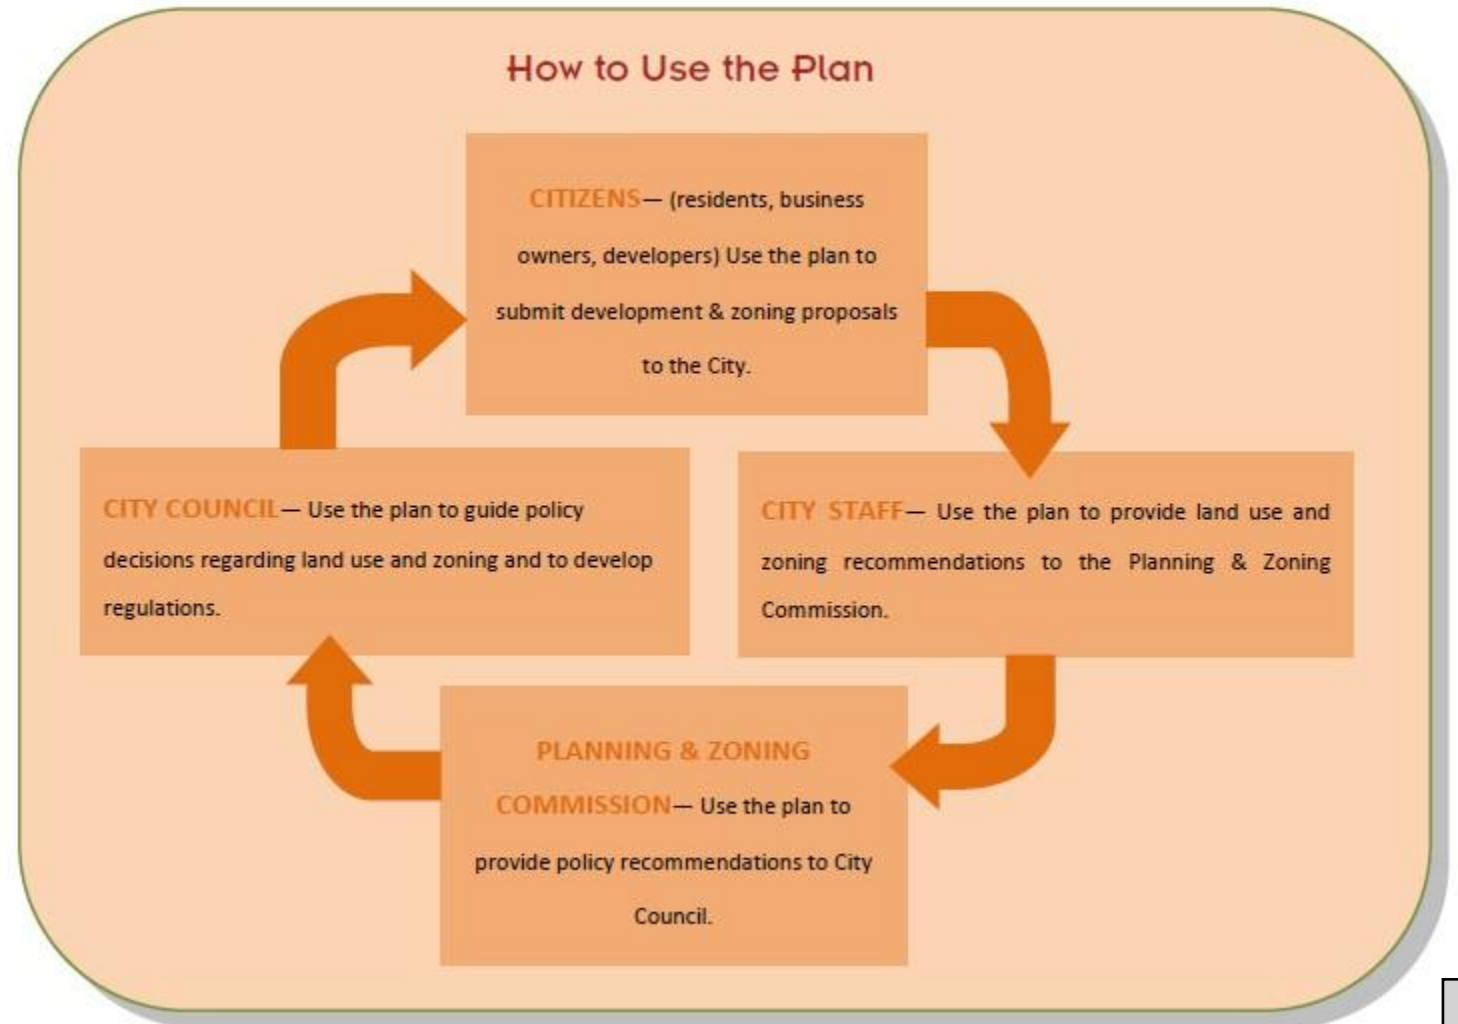 How to Use the Plan
CITIZENS— (residents, business
owners, developers) Use the plan to
submit development & zoning proposals
to the City.
CITY COUNCIL— Use the plan to guide policy
decisions regarding land use and zoning and to develop
regulations.
CITY STAFF— Use the plan to provide land use and
zoning recommendations to the Planning & Zoning
Commission.
PLANNING & ZONING
COMMISSION— Use the plan to
provide policy recommendations to City
Council.